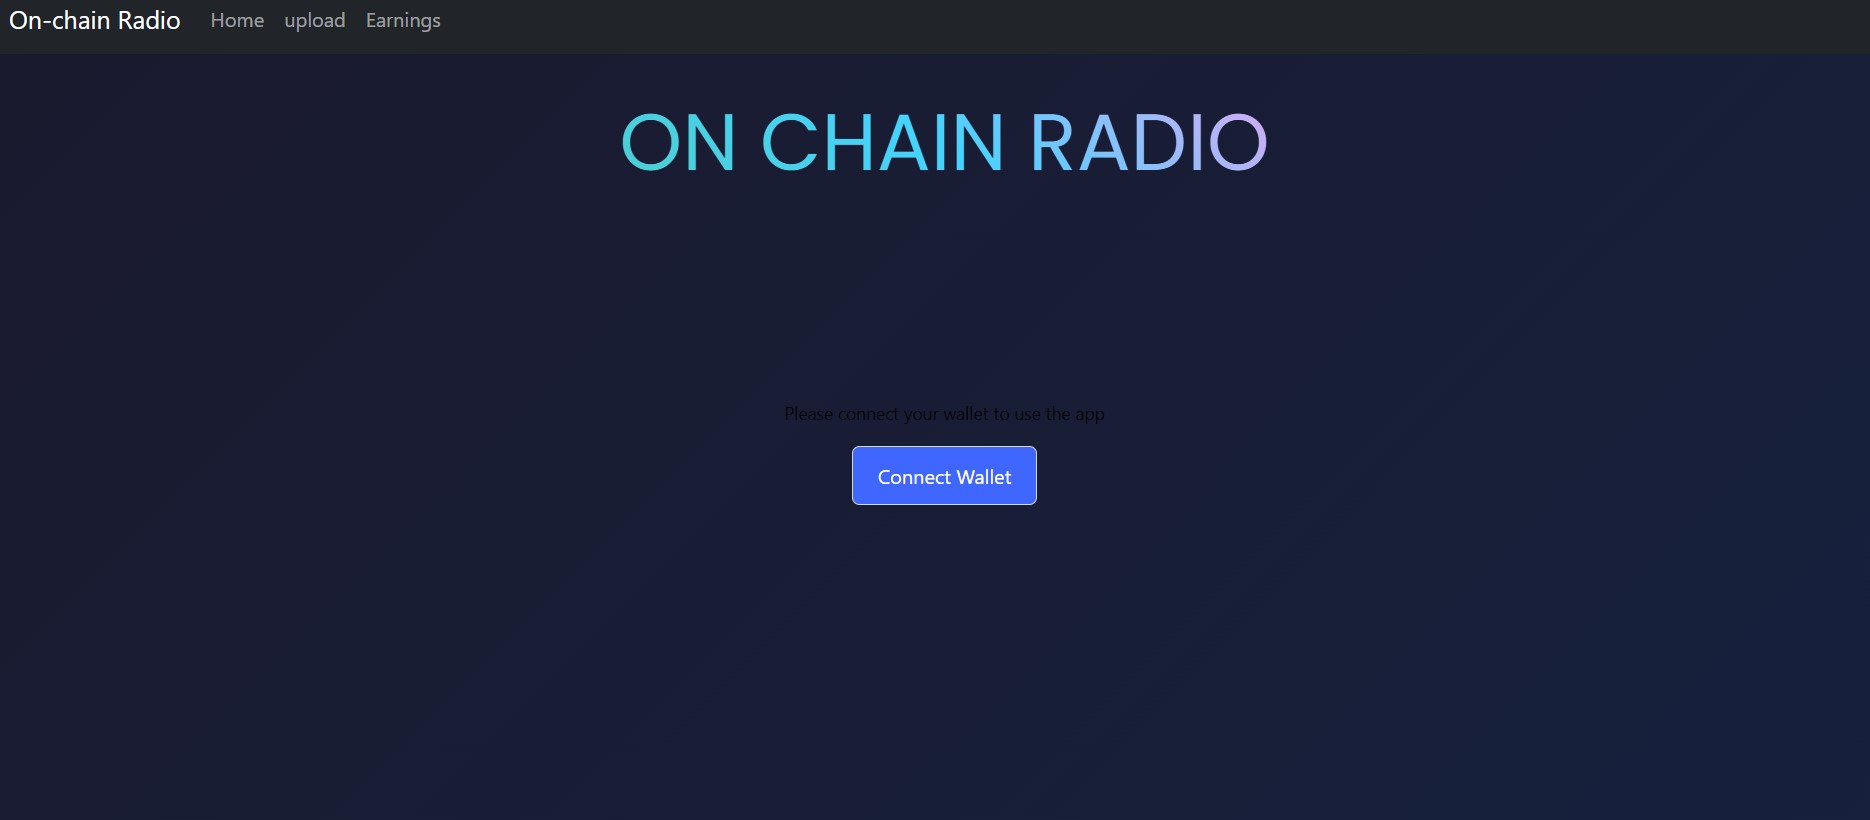 On-chain Radio Home upload Earnings
ON CHAIN RADIO
Please connect your wallet to use the app
Connect Wallet